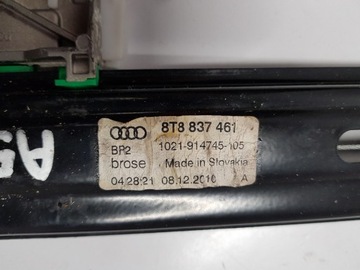 8T8 837 461
BP2 1021-914745-105
brose Made in Slovakia
04:28:21 08.12.2010 A
A5